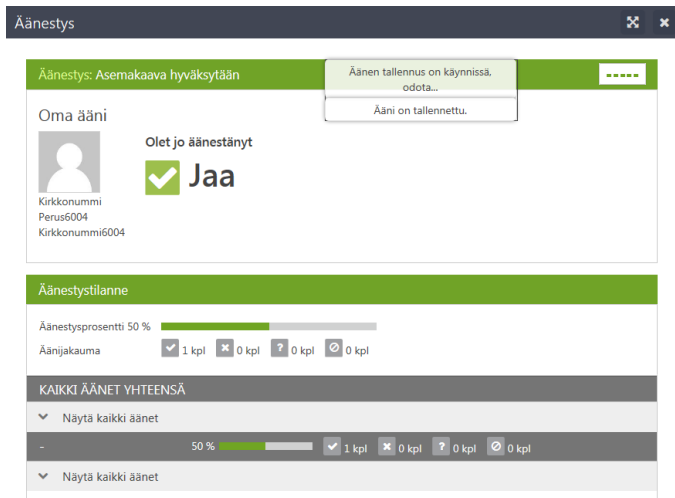 Äänestys
Äänestys: Asemakaava hyväksytään
Äänen tallennus on käynnissä,
odota...
-----
Ääni on tallennettu.
Oma ääni
Olet jo äänestänyt
Jaa
Kirkkonummi
Perus6004
Kirkkonummi6004
Äänestystilanne
Äänestysprosentti 50 %
Äänijakauma 1 kpl 0 kpl ? 0 kpl 0 kpl
KAIKKI ÄÄNET YHTEENSÄ
Näytä kaikki äänet
- 50 % 1 kpl 0 kpl ? 0 kpl 0 kpl
Näytä kaikki äänet